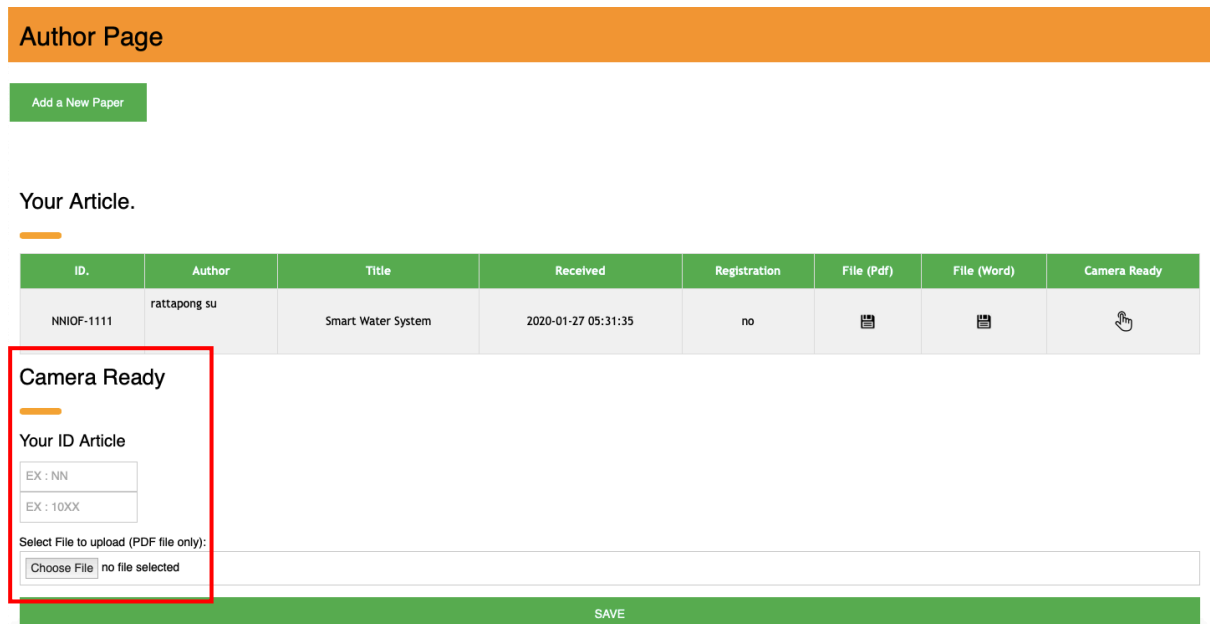 Author Page
Add a New Paper
Your Article.
ID. Author Title Received Registration File (Pdf) File (Word) Camera Ready
NNIOF-1111 rattapong su Smart Water System 2020-01-27 05:31:35 no
Camera Ready
Your ID Article
EX : NN
EX : 10XX
Select File to upload (PDF file only):
Choose File no file selected
SAVE